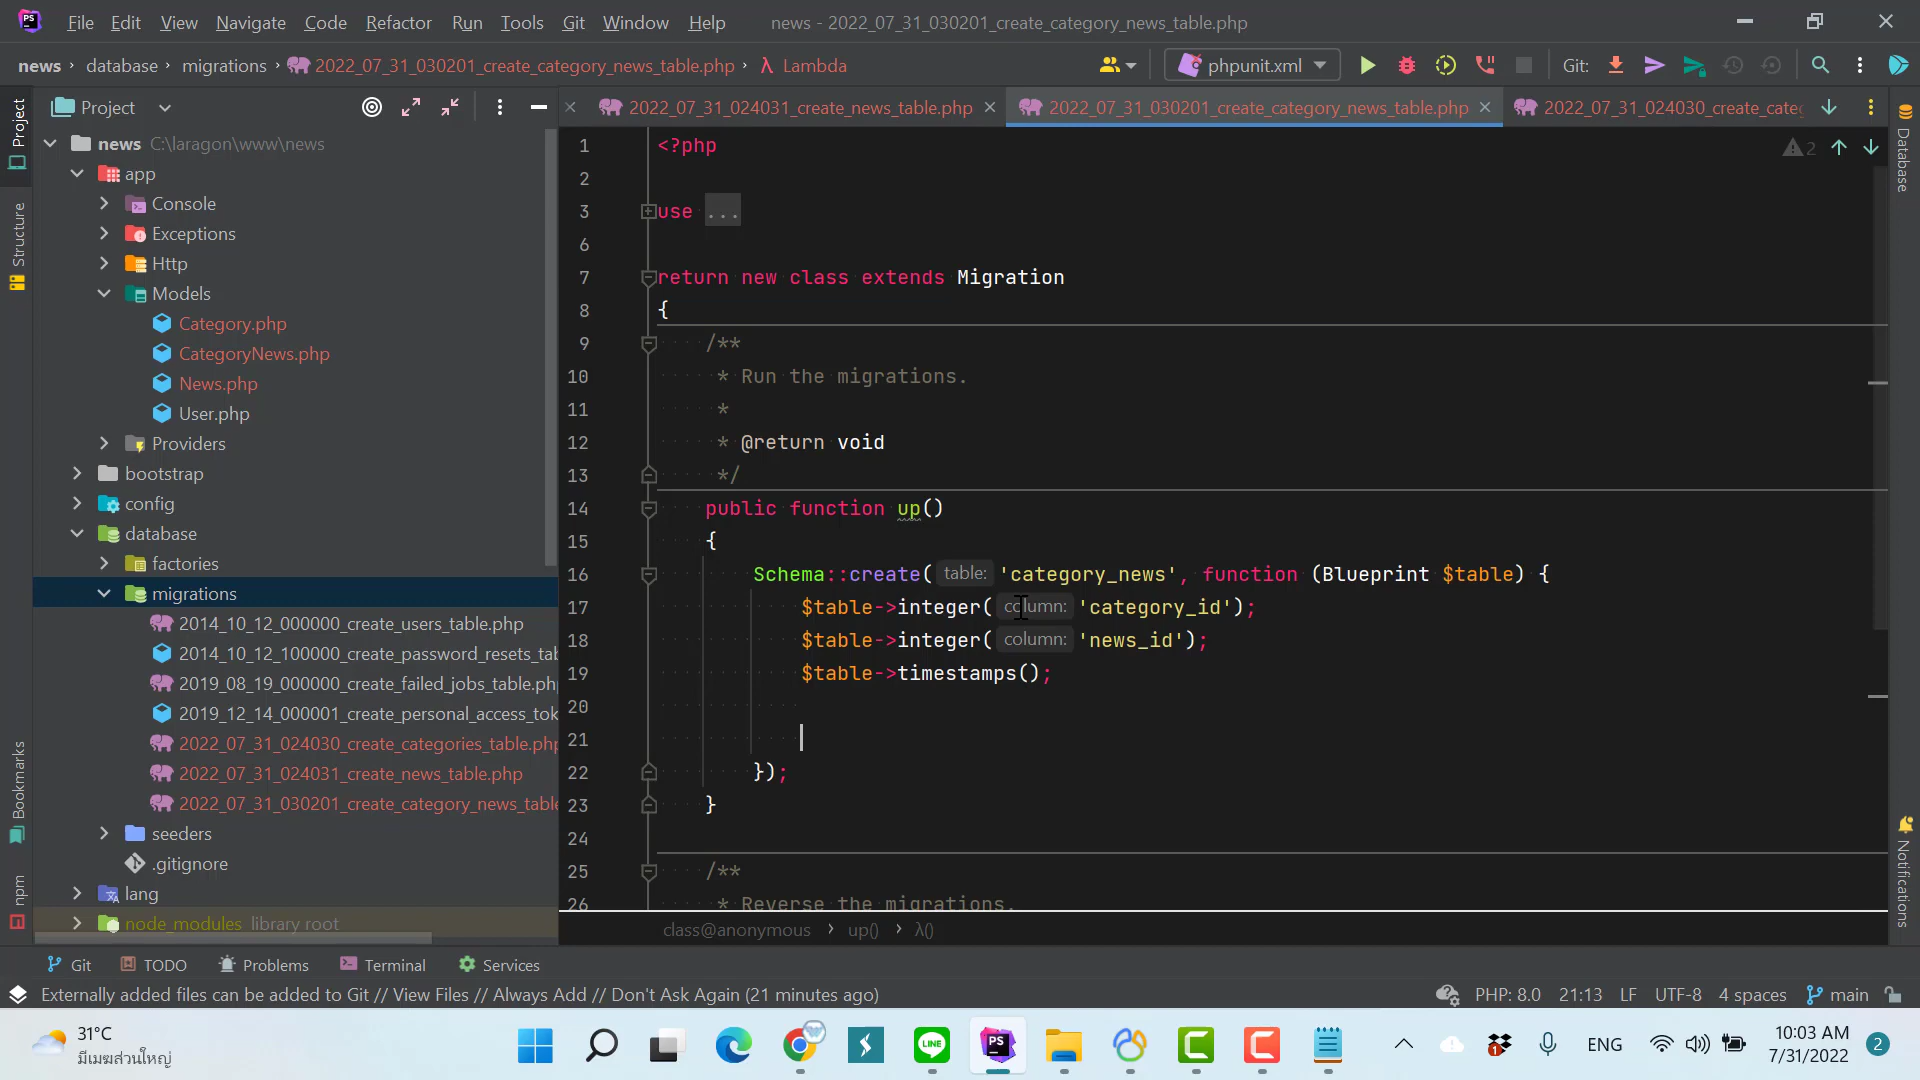 File Edit View Navigate Code Refactor Run Tools Git Window Help news - 2022_07_31_030201_create_category_news_table.php
news › database › migrations › 2022_07_31_030201_create_category_news_table.php › λ Lambda
phpunit.xml Git:
Project
2022_07_31_024031_create_news_table.php 2022_07_31_030201_create_category_news_table.php 2022_07_31_024030_create_cate
Project
Structure
Bookmarks
npm
Database
Notifications
news C:\laragon\www\news
app
Console
Exceptions
Http
Models
Category.php
CategoryNews.php
News.php
User.php
Providers
bootstrap
config
database
factories
migrations
2014_10_12_000000_create_users_table.php
2014_10_12_100000_create_password_resets_tab
2019_08_19_000000_create_failed_jobs_table.ph
2019_12_14_000001_create_personal_access_tok
2022_07_31_024030_create_categories_table.php
2022_07_31_024031_create_news_table.php
2022_07_31_030201_create_category_news_table
seeders
.gitignore
lang
node_modules library root
2
1 <?php
2
3 use ...
6
7 return new class extends Migration
8 {
9 /**
10 * Run the migrations.
11 *
12 * @return void
13 */
14 public function up()
15 {
16 Schema::create( table: 'category_news', function (Blueprint $table) {
17 $table->integer( column: 'category_id');
18 $table->integer( column: 'news_id');
19 $table->timestamps();
20
21
22 });
23 }
24
25 /**
26 * Reverse the migrations.
class@anonymous › up() › λ()
Git TODO Problems Terminal Services
Externally added files can be added to Git // View Files // Always Add // Don't Ask Again (21 minutes ago)
PHP: 8.0 21:13 LF UTF-8 4 spaces main
31°C
มีเมฆส่วนใหญ่
PS
LINE
1
ENG
10:03 AM
7/31/2022
2